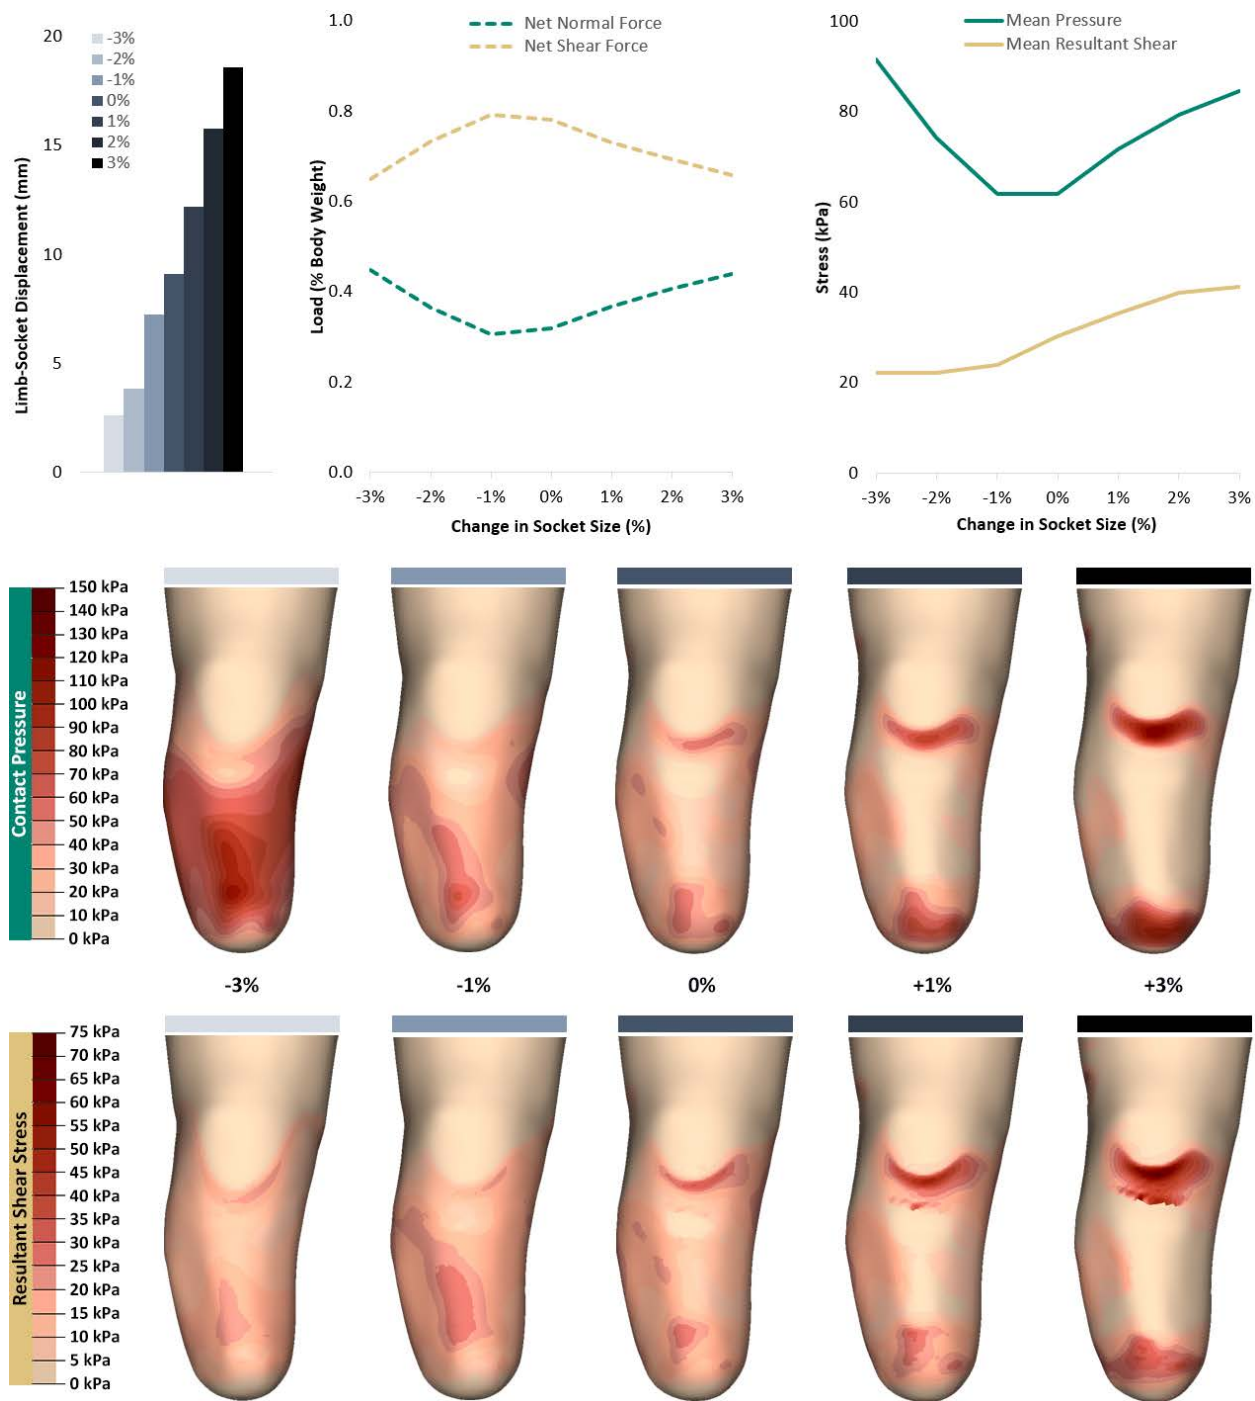 20
15
10
5
0
Limb-Socket Displacement (mm)
-3%
-2%
-1%
0%
1%
2%
3%
1.0
0.8
0.6
0.4
0.2
0.0
Load (% Body Weight)
Net Normal Force
Net Shear Force
-3% -2% -1% 0% 1% 2% 3%
Change in Socket Size (%)
100
80
60
40
20
0
Stress (kPa)
Mean Pressure
Mean Resultant Shear
-3% -2% -1% 0% 1% 2% 3%
Change in Socket Size (%)
Contact Pressure
150 kPa
140 kPa
130 kPa
120 kPa
110 kPa
100 kPa
90 kPa
80 kPa
70 kPa
60 kPa
50 kPa
40 kPa
30 kPa
20 kPa
10 kPa
0 kPa
-3% -1% 0% +1% +3%
Resultant Shear Stress
75 kPa
70 kPa
65 kPa
60 kPa
55 kPa
50 kPa
45 kPa
40 kPa
35 kPa
30 kPa
25 kPa
20 kPa
15 kPa
10 kPa
5 kPa
0 kPa